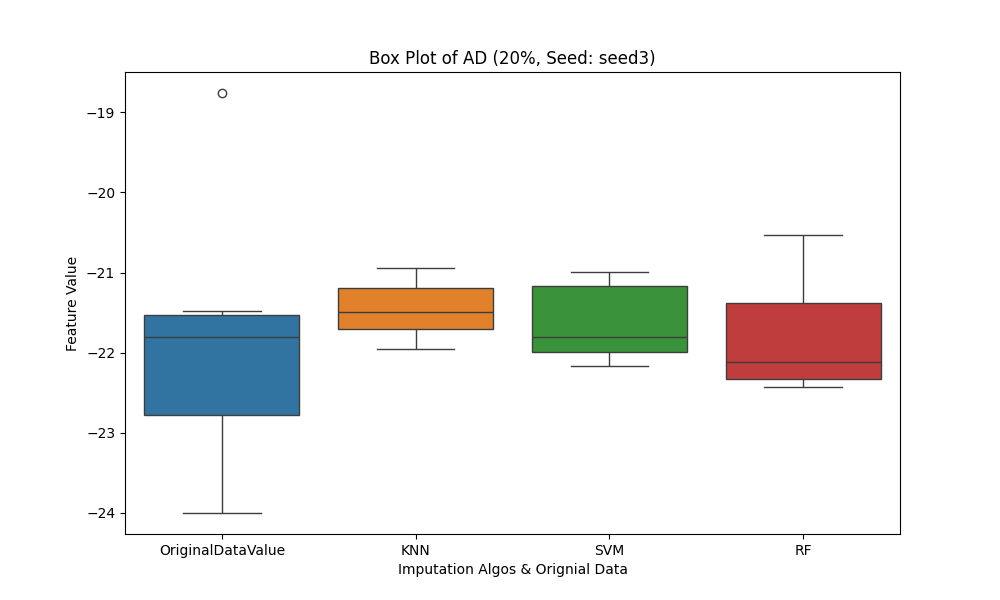 Box Plot of AD (20%, Seed: seed3)
Feature Value
−19
−20
−21
−22
−23
−24
OriginalDataValue
KNN
SVM
RF
Imputation Algos & Orignial Data